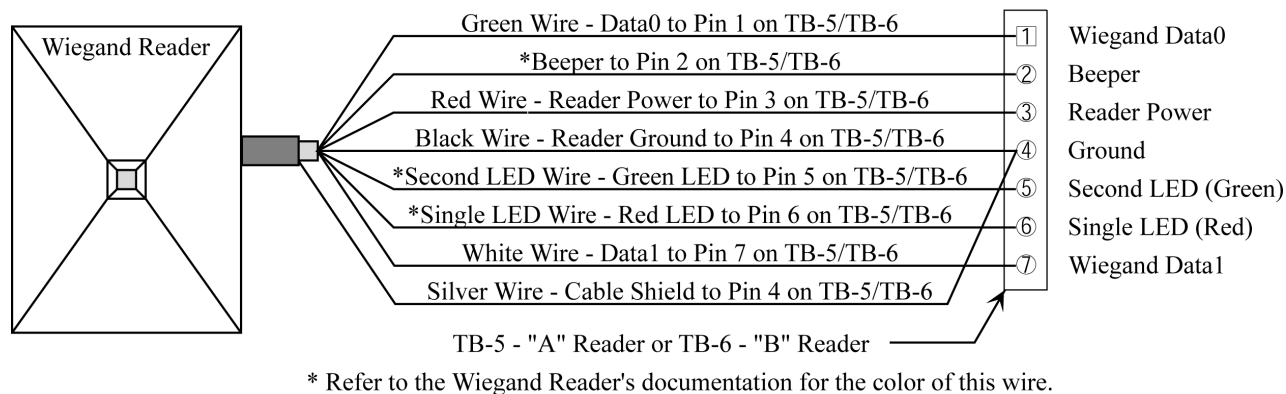 Wiegand Reader
Green Wire - Data0 to Pin 1 on TB-5/TB-6
*Beeper to Pin 2 on TB-5/TB-6
Red Wire - Reader Power to Pin 3 on TB-5/TB-6
Black Wire - Reader Ground to Pin 4 on TB-5/TB-6
*Second LED Wire - Green LED to Pin 5 on TB-5/TB-6
*Single LED Wire - Red LED to Pin 6 on TB-5/TB-6
White Wire - Data1 to Pin 7 on TB-5/TB-6
Silver Wire - Cable Shield to Pin 4 on TB-5/TB-6
1 Wiegand Data0
2 Beeper
3 Reader Power
4 Ground
5 Second LED (Green)
6 Single LED (Red)
7 Wiegand Data1
TB-5 - "A" Reader or TB-6 - "B" Reader
* Refer to the Wiegand Reader's documentation for the color of this wire.